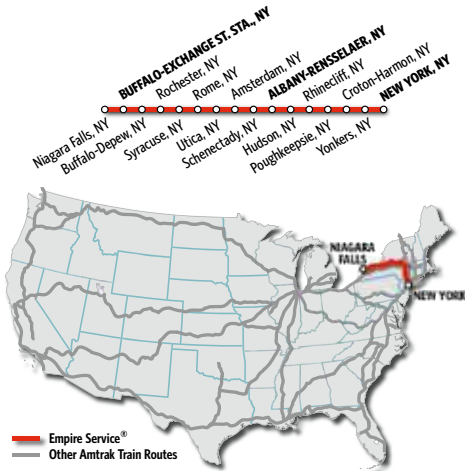 BUFFALO-EXCHANGE ST. STA., NY
Rochester, NY
Rome, NY
Amsterdam, NY
ALBANY-RENSSELAER, NY
Rhinecliff, NY
Croton-Harmon, NY
NEW YORK, NY
Niagara Falls, NY
Buffalo-Depew, NY
Syracuse, NY
Utica, NY
Schenectady, NY
Hudson, NY
Poughkeepsie, NY
Yonkers, NY
NIAGARA
FALLS
NEW YORK
Empire Service®
Other Amtrak Train Routes